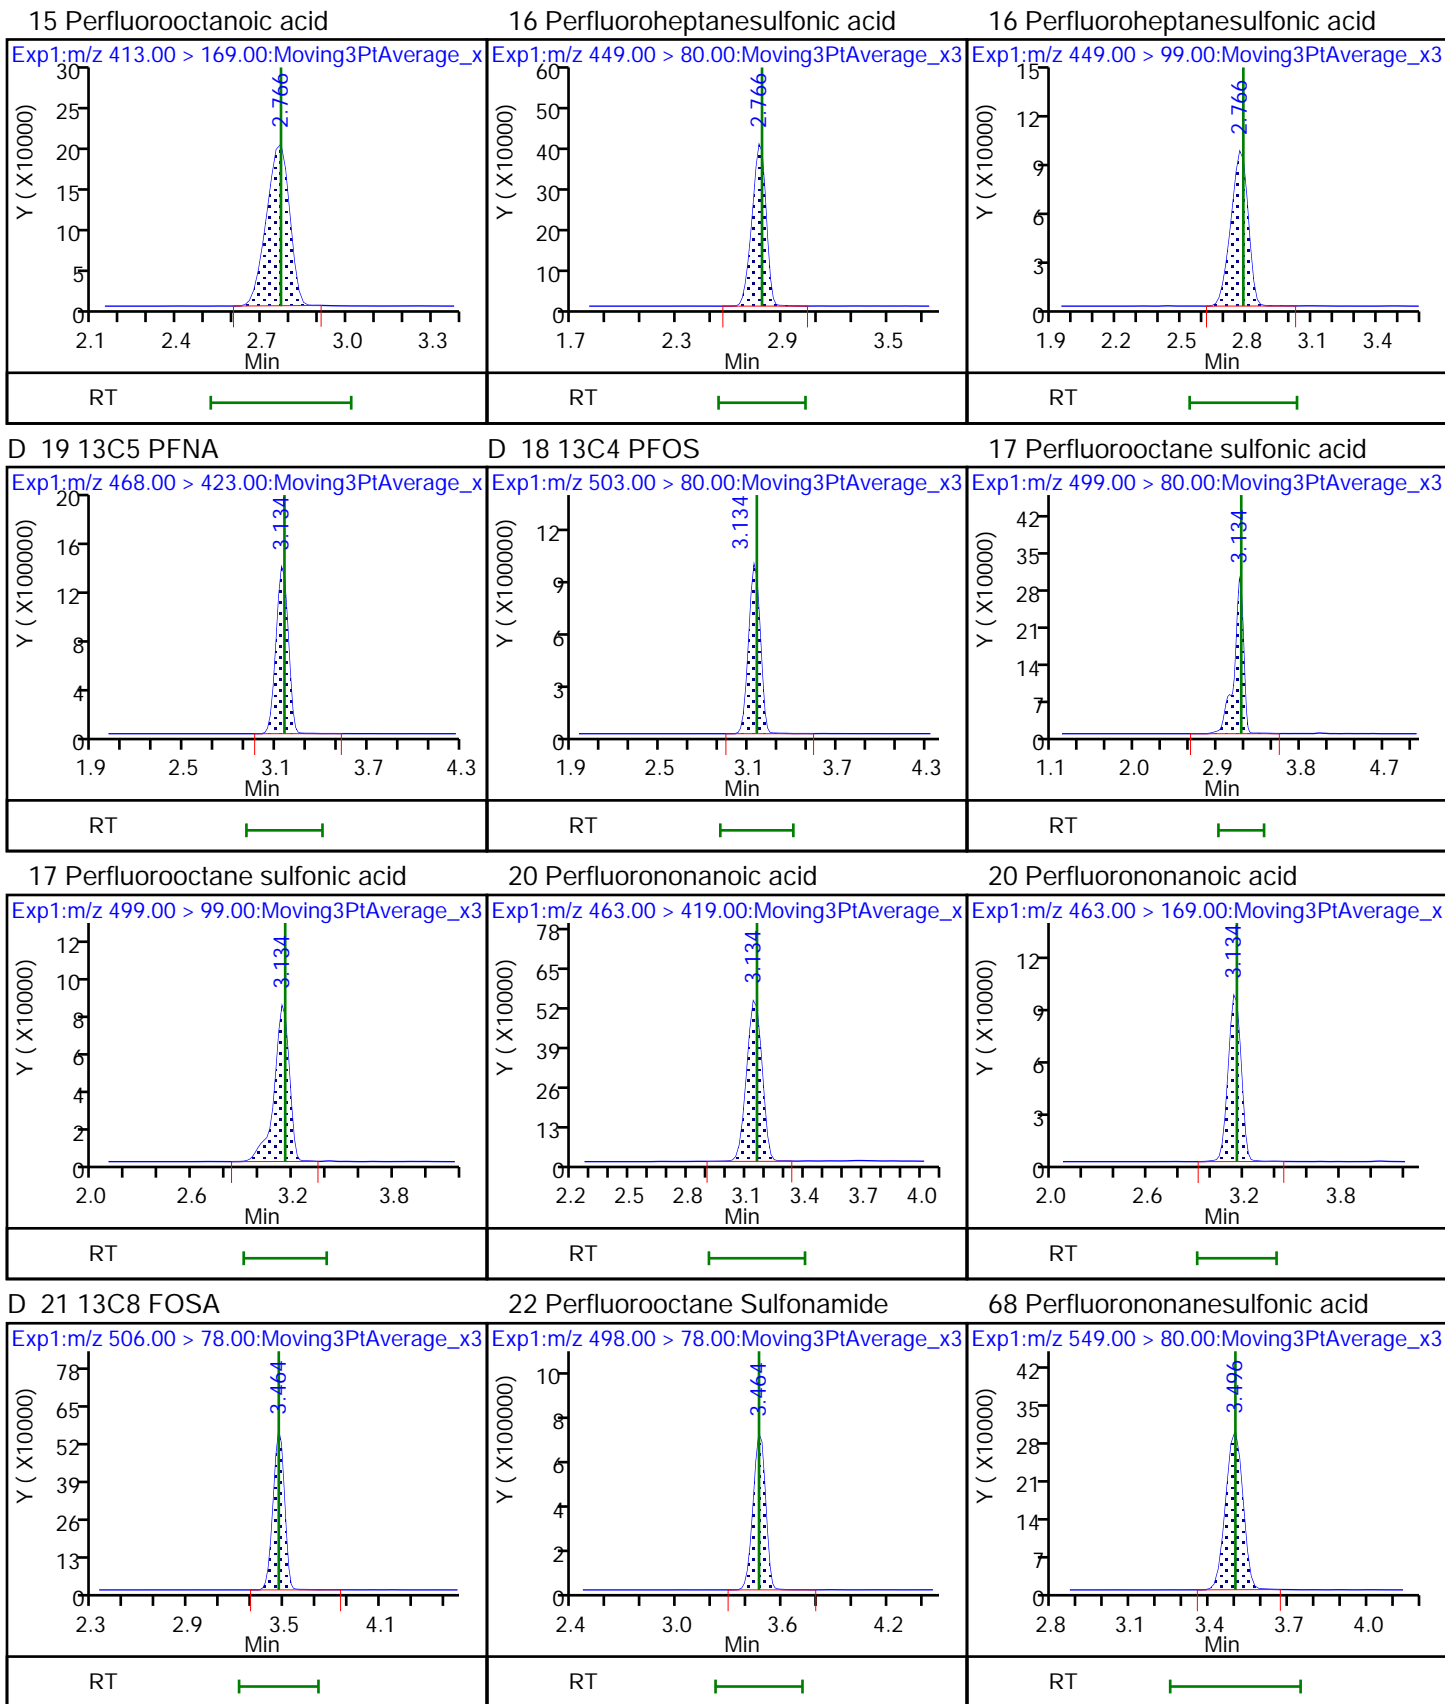 15 Perfluorooctanoic acid
Exp1:m/z 413.00 > 169.00:Moving3PtAverage_x
2.766
Y ( X10000)
30
25
20
15
10
5
0
2.1 2.4 2.7 3.0 3.3
Min
RT
16 Perfluoroheptanesulfonic acid
Exp1:m/z 449.00 > 80.00:Moving3PtAverage_x3
2.766
Y ( X10000)
60
50
40
30
20
10
0
1.7 2.3 2.9 3.5
Min
RT
16 Perfluoroheptanesulfonic acid
Exp1:m/z 449.00 > 99.00:Moving3PtAverage_x3
2.766
Y ( X10000)
15
12
9
6
3
0
1.9 2.2 2.5 2.8 3.1 3.4
Min
RT
D 19 13C5 PFNA
Exp1:m/z 468.00 > 423.00:Moving3PtAverage_x
3.134
Y ( X100000)
20
16
12
8
4
0
1.9 2.5 3.1 3.7 4.3
Min
RT
D 18 13C4 PFOS
Exp1:m/z 503.00 > 80.00:Moving3PtAverage_x3
3.134
Y ( X100000)
12
9
6
3
0
1.9 2.5 3.1 3.7 4.3
Min
RT
17 Perfluorooctane sulfonic acid
Exp1:m/z 499.00 > 80.00:Moving3PtAverage_x3
3.134
Y ( X10000)
42
35
28
21
14
7
0
1.1 2.0 2.9 3.8 4.7
Min
RT
17 Perfluorooctane sulfonic acid
Exp1:m/z 499.00 > 99.00:Moving3PtAverage_x3
3.134
Y ( X10000)
12
10
8
6
4
2
0
2.0 2.6 3.2 3.8
Min
RT
20 Perfluorononanoic acid
Exp1:m/z 463.00 > 419.00:Moving3PtAverage_x
3.134
Y ( X10000)
78
65
52
39
26
13
0
2.2 2.5 2.8 3.1 3.4 3.7 4.0
Min
RT
20 Perfluorononanoic acid
Exp1:m/z 463.00 > 169.00:Moving3PtAverage_x
3.134
Y ( X10000)
12
9
6
3
0
2.0 2.6 3.2 3.8
Min
RT
D 21 13C8 FOSA
Exp1:m/z 506.00 > 78.00:Moving3PtAverage_x3
3.464
Y ( X10000)
78
65
52
39
26
13
0
2.3 2.9 3.5 4.1
Min
RT
22 Perfluorooctane Sulfonamide
Exp1:m/z 498.00 > 78.00:Moving3PtAverage_x3
3.464
Y ( X100000)
10
8
6
4
2
0
2.4 3.0 3.6 4.2
Min
RT
68 Perfluorononanesulfonic acid
Exp1:m/z 549.00 > 80.00:Moving3PtAverage_x3
3.496
Y ( X10000)
42
35
28
21
14
7
0
2.8 3.1 3.4 3.7 4.0
Min
RT